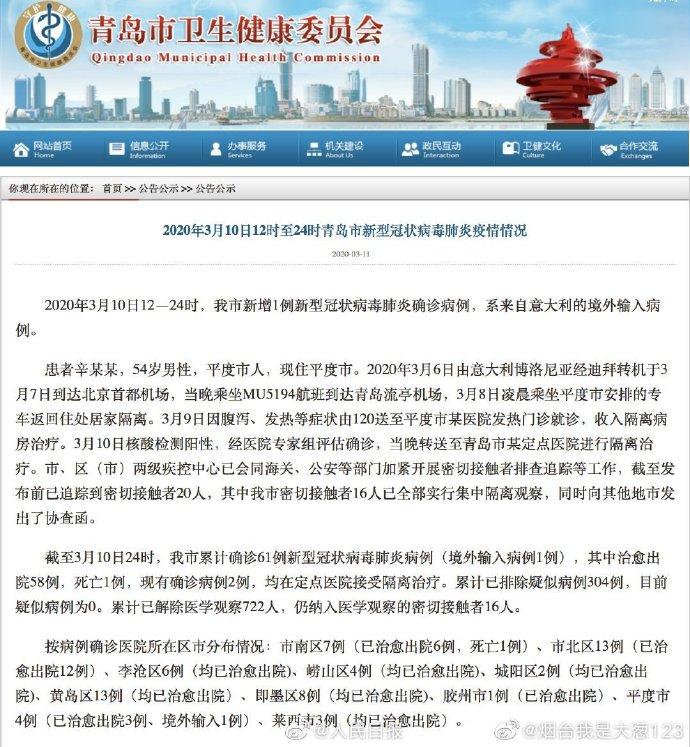 守护 健康
青岛市卫生健康委员会
青岛市卫生健康委员会
Qingdao Municipal Health Commission
网站首页 信息公开 办事服务 机关建设 政民互动 卫健文化 合作交流
Home Information Services About Us Interaction Culture Exchanges
你现在所在的位置： 首页 >> 公告公示 >> 公告公示
2020年3月10日12时至24时青岛市新型冠状病毒肺炎疫情情况
2020-03-11
2020年3月10日12—24时，我市新增1例新型冠状病毒肺炎确诊病例，系来自意大利的境外输入病
例。
患者辛某某，54岁男性，平度市人，现住平度市。2020年3月6日由意大利博洛尼亚经迪拜转机于3
月7日到达北京首都机场，当晚乘坐MU5194航班到达青岛流亭机场，3月8日凌晨乘坐平度市安排的专
车返回住处居家隔离。3月9日因腹泻、发热等症状由120送至平度市某医院发热门诊就诊，收入隔离病
房治疗。3月10日核酸检测阳性，经医院专家组评估确诊，当晚转送至青岛市某定点医院进行隔离治
疗。市、区（市）两级疾控中心已会同海关、公安等部门加紧开展密切接触者排查追踪等工作，截至发
布前已追踪到密切接触者20人，其中我市密切接触者16人已全部实行集中隔离观察，同时向其他地市发
出了协查函。
截至3月10日24时，我市累计确诊61例新型冠状病毒肺炎病例（境外输入病例1例），其中治愈出
院58例，死亡1例，现有确诊病例2例，均在定点医院接受隔离治疗。累计已排除疑似病例304例，目前
疑似病例为0。累计已解除医学观察722人，仍纳入医学观察的密切接触者16人。
按病例确诊医院所在区市分布情况：市南区7例（已治愈出院6例，死亡1例）、市北区13例（已治
愈出院12例）、李沧区6例（均已治愈出院）、崂山区4例（均已治愈出院）、城阳区2例（均已治愈出
院）、黄岛区13例（均已治愈出院）、即墨区8例（均已治愈出院）、胶州市1例（已治愈出院）、平度市
4例（已治愈出院3例、境外输入1例）、莱西市3例（均已治愈出院）。
@人民日报
@烟台我是大葱123